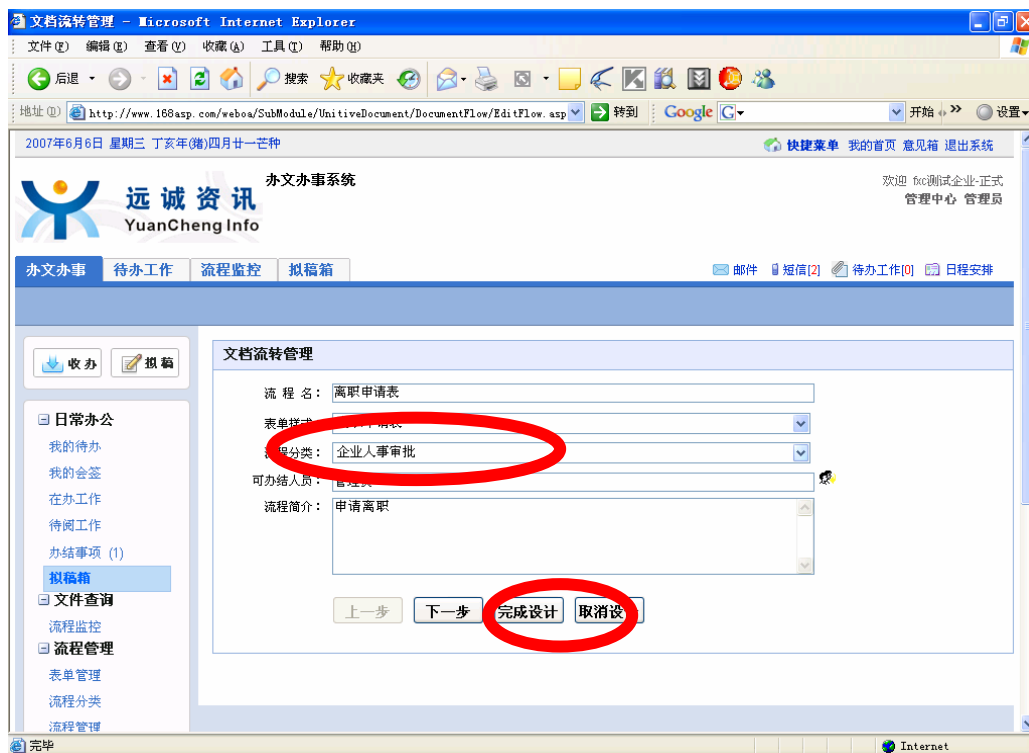 文档流转管理 - Microsoft Internet Explorer
文件(F) 编辑(E) 查看(V) 收藏(A) 工具(T) 帮助(H)
后退 搜索 收藏夹
地址(D) http://www.168asp.com/weboa/SubModule/UnitiveDocument/DocumentFlow/EditFlow.asp 转到 Google G 开始 » 设置
2007年6月6日 星期三 丁亥年(猪)四月廿一芒种 快捷菜单 我的首页 意见箱 退出系统
远诚资讯
YuanCheng Info
办文办事系统
欢迎 fxc测试企业-正式
管理中心 管理员
办文办事 待办工作 流程监控 拟稿箱 邮件 短信[2] 待办工作[0] 日程安排
收办 拟稿
日常办公
我的待办
我的会签
在办工作
待阅工作
办结事项 (1)
拟稿箱
文件查询
流程监控
流程管理
表单管理
流程分类
流程管理
文档流转管理
流 程 名： 离职申请表
表单样式
程分类： 企业人事审批
可办结人员：
流程简介： 申请离职
上一步 下一步 完成设计 取消设
完毕 Internet